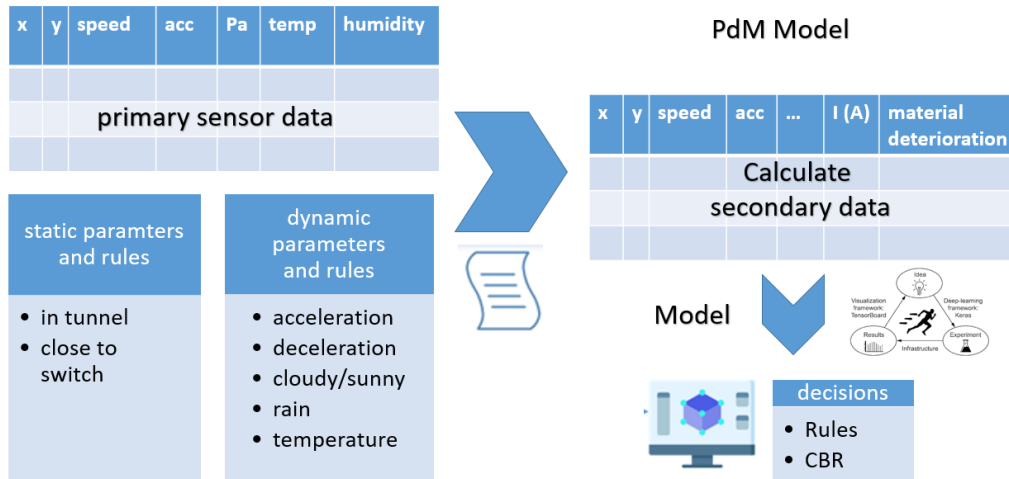 x y speed acc Pa temp humidity
primary sensor data
static paramters
and rules
• in tunnel
• close to
switch
dynamic
parameters
and rules
• acceleration
• deceleration
• cloudy/sunny
• rain
• temperature
PdM Model
x y speed acc ... I (A) material
deterioration
Calculate
secondary data
Model
Idea
Visualization
framework:
TensorBoard
Deep-learning
framework:
Keras
Results
Experiment
Infrastructure
decisions
• Rules
• CBR